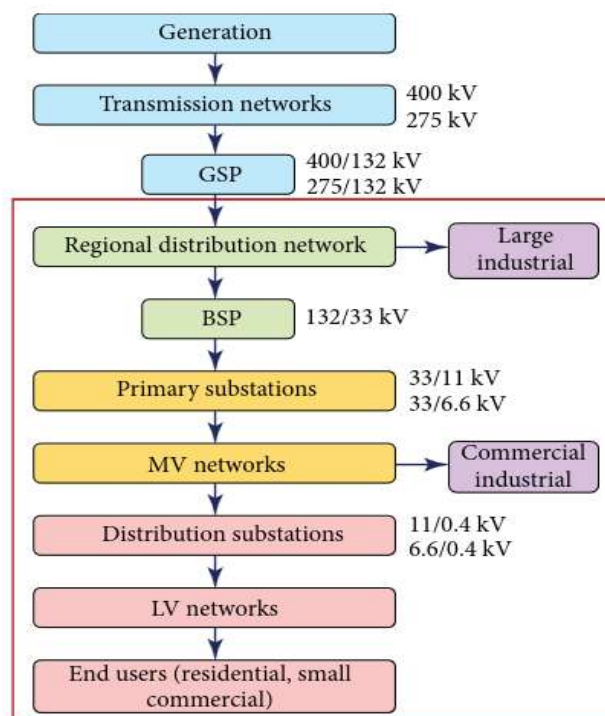 Generation
Transmission networks
400 kV
275 kV
GSP
400/132 kV
275/132 kV
Regional distribution network
Large
industrial
BSP
132/33 kV
Primary substations
33/11 kV
33/6.6 kV
MV networks
Commercial
industrial
Distribution substations
11/0.4 kV
6.6/0.4 kV
LV networks
End users (residential, small
commercial)